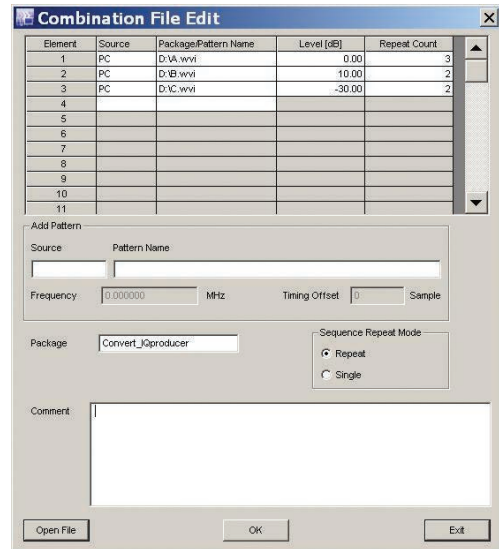 Combination File Edit
Element Source Package/Pattern Name Level [dB] Repeat Count
1 PC D:\A.wvi 0.00 3
2 PC D:\B.wvi 10.00 2
3 PC D:\C.wvi -30.00 2
4
5
6
7
8
9
10
11
Add Pattern
Source Pattern Name
Frequency 0.000000 MHz Timing Offset 0 Sample
Package Convert_IQproducer
Sequence Repeat Mode
Repeat
Single
Comment
Open File OK Exit